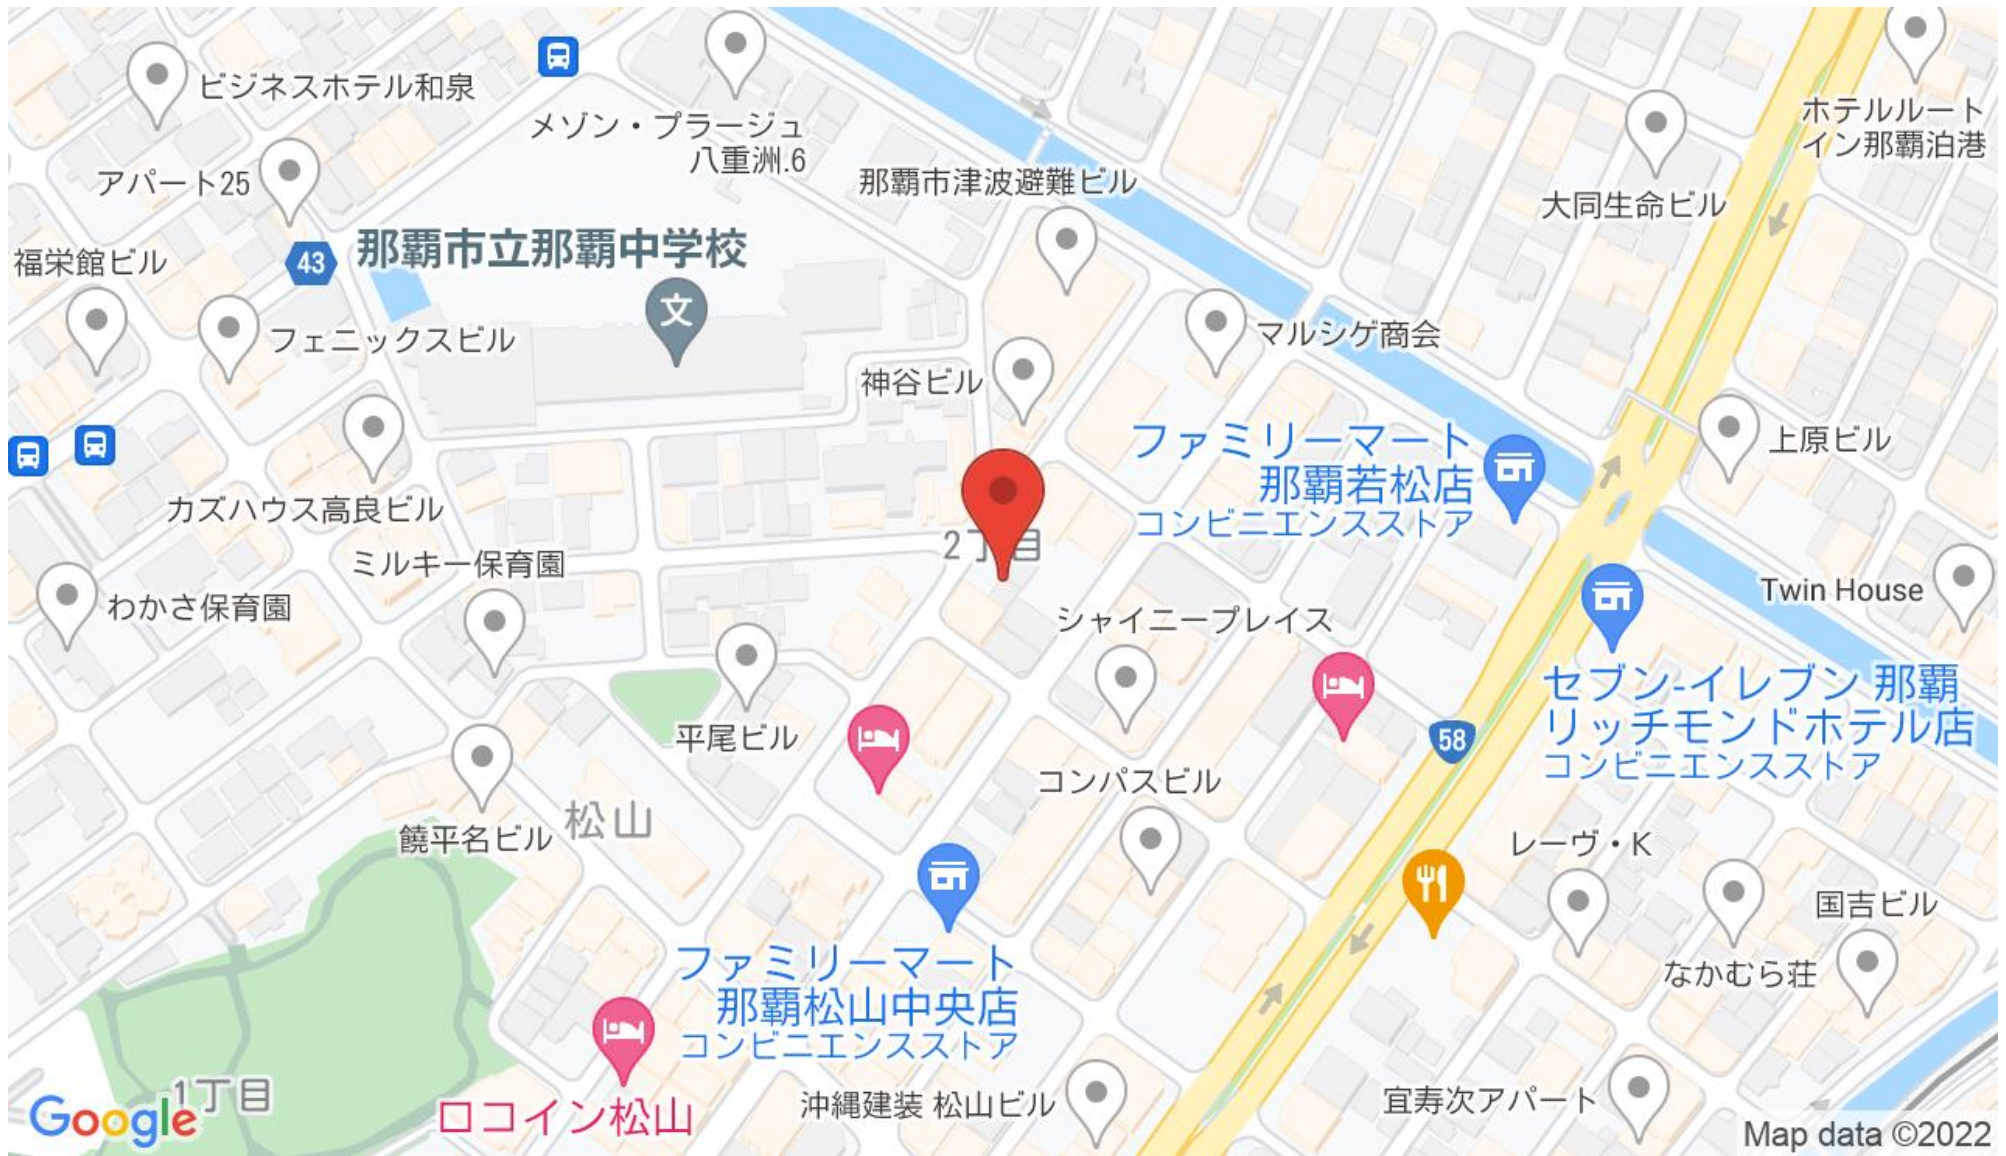 ビジネスホテル和泉
メゾン・プラージュ
八重洲.6
ホテルルート
イン那覇泊港
アパート25
那覇市津波避難ビル
大同生命ビル
福栄館ビル
43
那覇市立那覇中学校
文
フェニックスビル
マルシゲ商会
神谷ビル
ファミリーマート
那覇若松店
コンビニエンスストア
上原ビル
カズハウス高良ビル
2丁目
ミルキー保育園
わかさ保育園
Twin House
シャイニープレイス
セブン-イレブン 那覇
リッチモンドホテル店
コンビニエンスストア
平尾ビル
58
コンパスビル
松山
饒平名ビル
レーヴ・K
国吉ビル
ファミリーマート
那覇松山中央店
コンビニエンスストア
なかむら荘
1丁目
Google
ロコイン松山
沖縄建装 松山ビル
宜寿次アパート
Map data ©2022